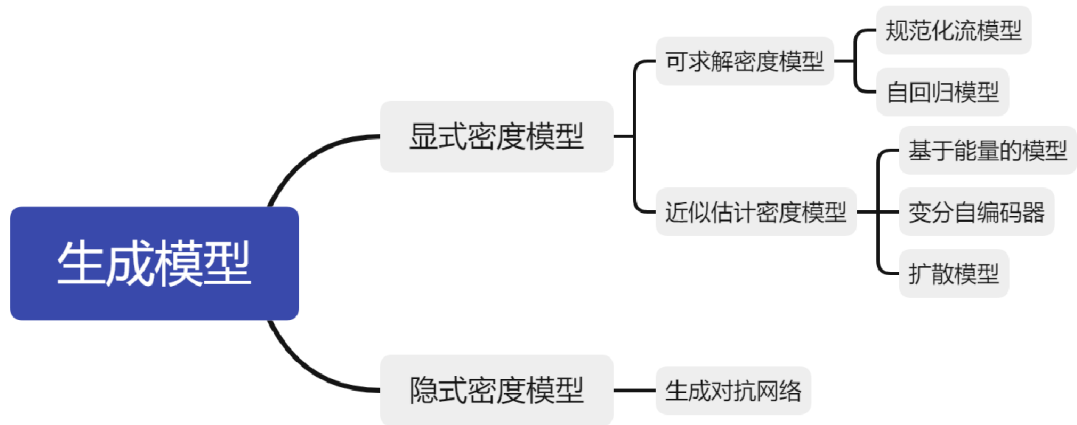 生成模型
显式密度模型
可求解密度模型
规范化流模型
自回归模型
近似估计密度模型
基于能量的模型
变分自编码器
扩散模型
隐式密度模型
生成对抗网络